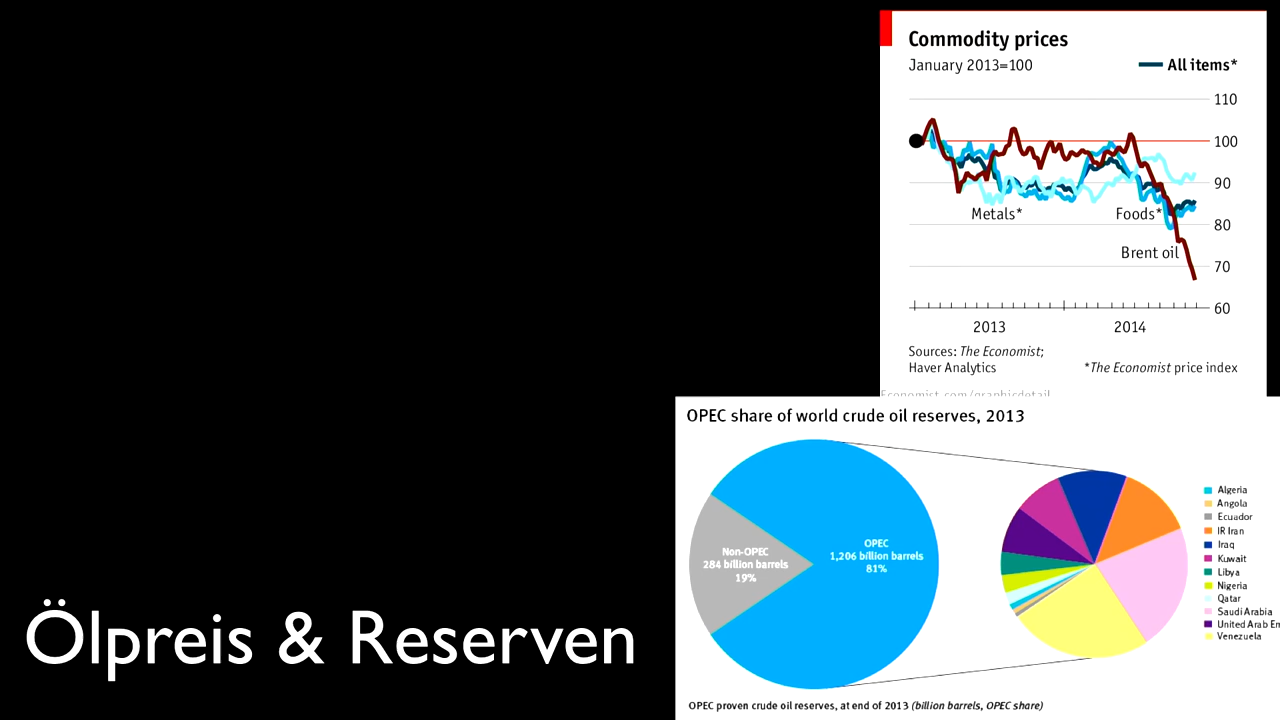 Commodity prices
January 2013=100
All items*
110
100
90
80
70
60
Metals*
Foods*
Brent oil
2013
2014
Sources: The Economist;
Haver Analytics
*The Economist price index
Economist.com/graphicdetail
OPEC share of world crude oil reserves, 2013
Non-OPEC
284 billion barrels
19%
OPEC
1,206 billion barrels
81%
Algeria
Angola
Ecuador
IR Iran
Iraq
Kuwait
Libya
Nigeria
Qatar
Saudi Arabia
United Arab Em
Venezuela
OPEC proven crude oil reserves, at end of 2013 (billion barrels, OPEC share)
Ölpreis & Reserven